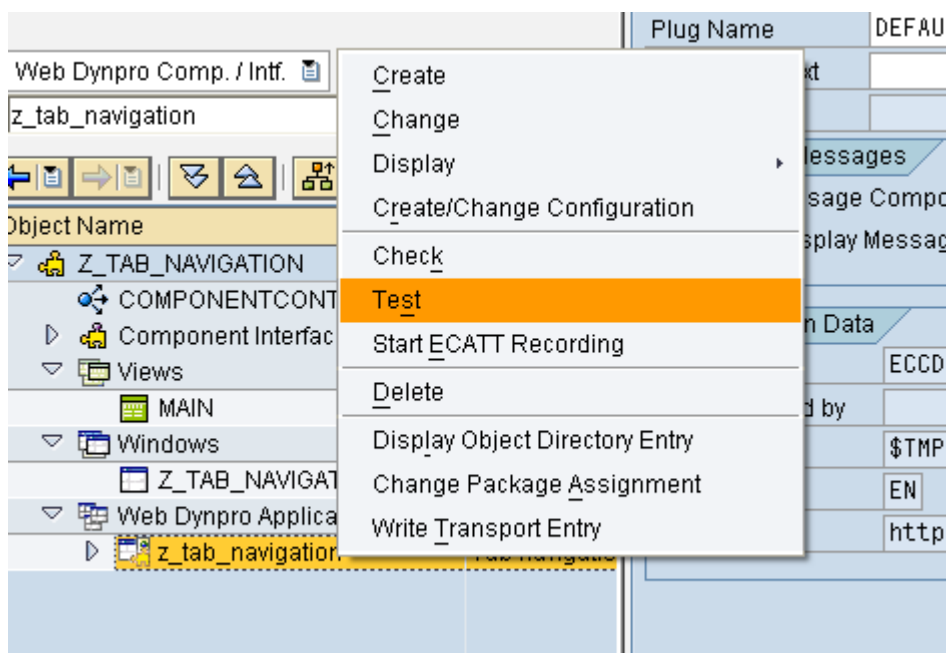 Plug Name
DEFAU
Web Dynpro Comp. / Intf.
xt
z_tab_navigation
Create
Change
Display
Create/Change Configuration
Check
Test
Start ECATT Recording
Delete
Display Object Directory Entry
Change Package Assignment
Write Transport Entry
Object Name
Z_TAB_NAVIGATION
COMPONENTCONT
Component Interfac
Views
MAIN
Windows
Z_TAB_NAVIGAT
Web Dynpro Applica
z_tab_navigation
lessages
sage Compo
splay Messag
n Data
ECCD
d by
$TMP
EN
http